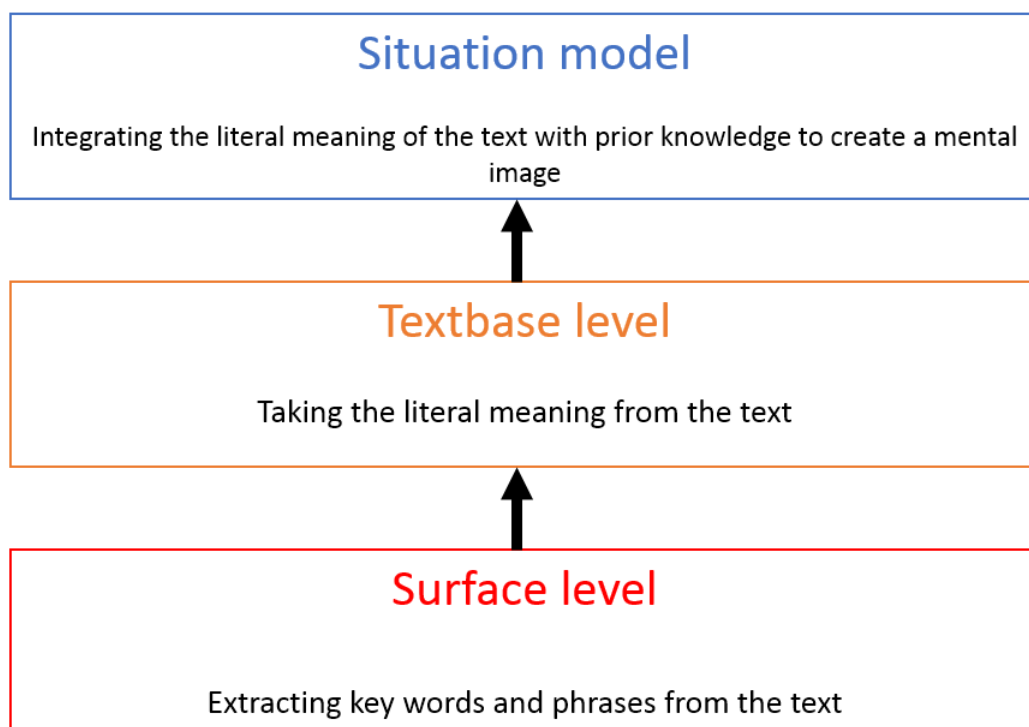 Situation model
Integrating the literal meaning of the text with prior knowledge to create a mental
image
Textbase level
Taking the literal meaning from the text
Surface level
Extracting key words and phrases from the text